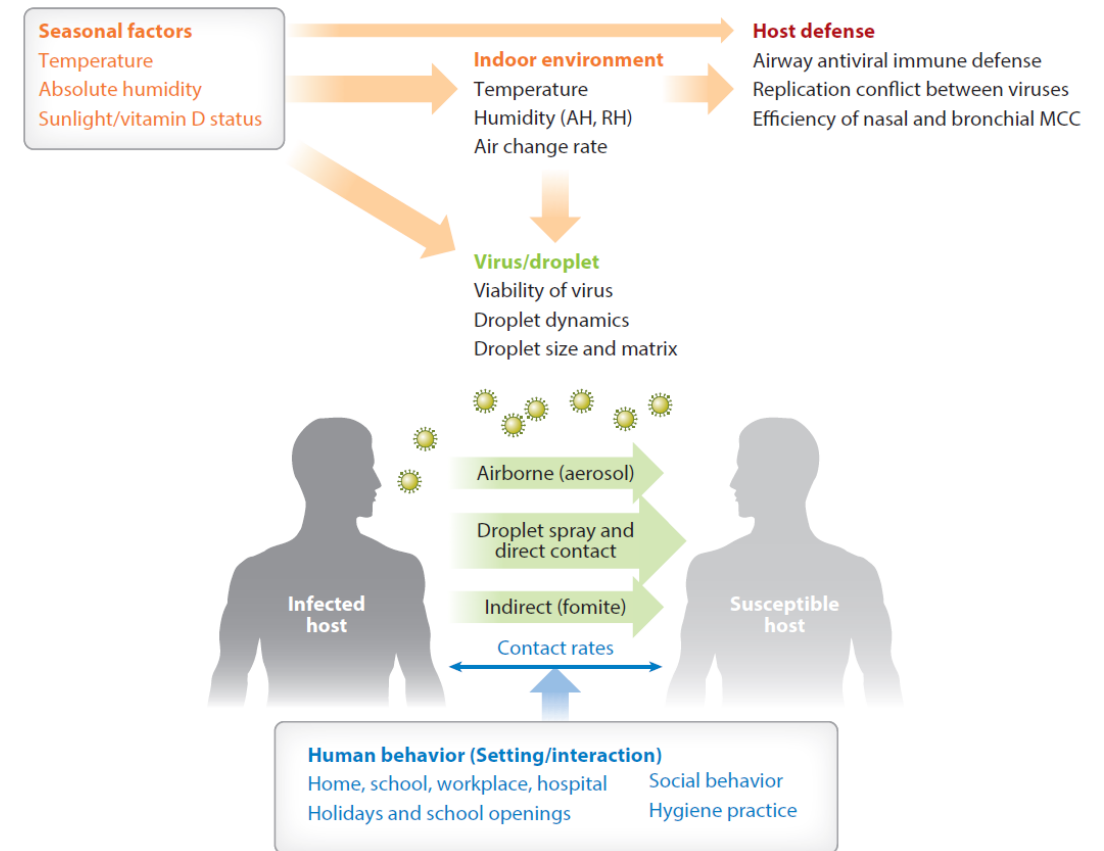 Seasonal factors
Temperature
Absolute humidity
Sunlight/vitamin D status
Indoor environment
Temperature
Humidity (AH, RH)
Air change rate
Host defense
Airway antiviral immune defense
Replication conflict between viruses
Efficiency of nasal and bronchial MCC
Virus/droplet
Viability of virus
Droplet dynamics
Droplet size and matrix
Airborne (aerosol)
Droplet spray and
direct contact
Indirect (fomite)
Infected
host
Susceptible
host
Contact rates
Human behavior (Setting/interaction)
Home, school, workplace, hospital
Holidays and school openings
Social behavior
Hygiene practice